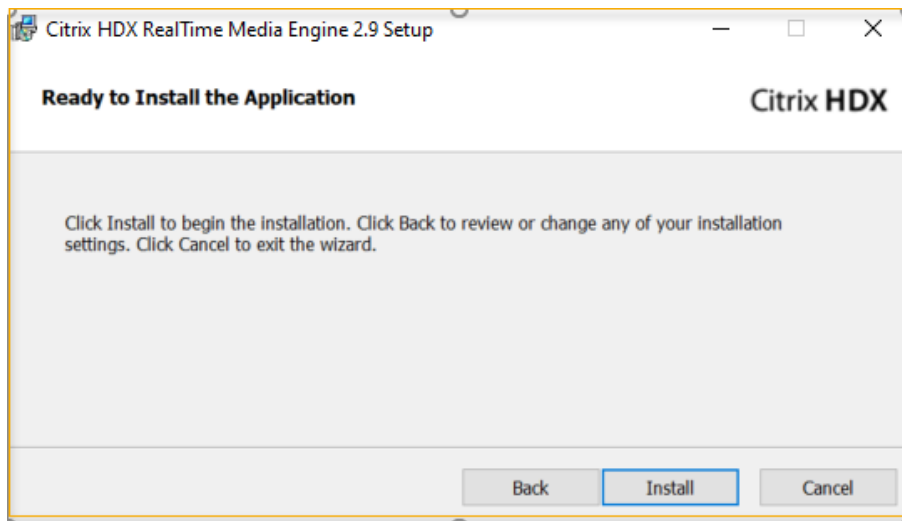 Citrix HDX RealTime Media Engine 2.9 Setup
Ready to Install the Application
Citrix HDX
Click Install to begin the installation. Click Back to review or change any of your installation
settings. Click Cancel to exit the wizard.
Back Install Cancel